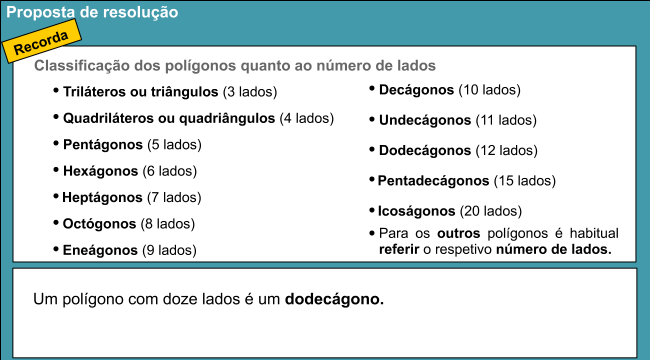 Proposta de resolução
Recorda
Classificação dos polígonos quanto ao número de lados
• Triláteros ou triângulos (3 lados)
• Quadriláteros ou quadriângulos (4 lados)
• Pentágonos (5 lados)
• Hexágonos (6 lados)
• Heptágonos (7 lados)
• Octógonos (8 lados)
• Eneágonos (9 lados)
• Decágonos (10 lados)
• Undecágonos (11 lados)
• Dodecágonos (12 lados)
• Pentadecágonos (15 lados)
• Icoságonos (20 lados)
• Para os outros polígonos é habitual
referir o respetivo número de lados.
Um polígono com doze lados é um dodecágono.